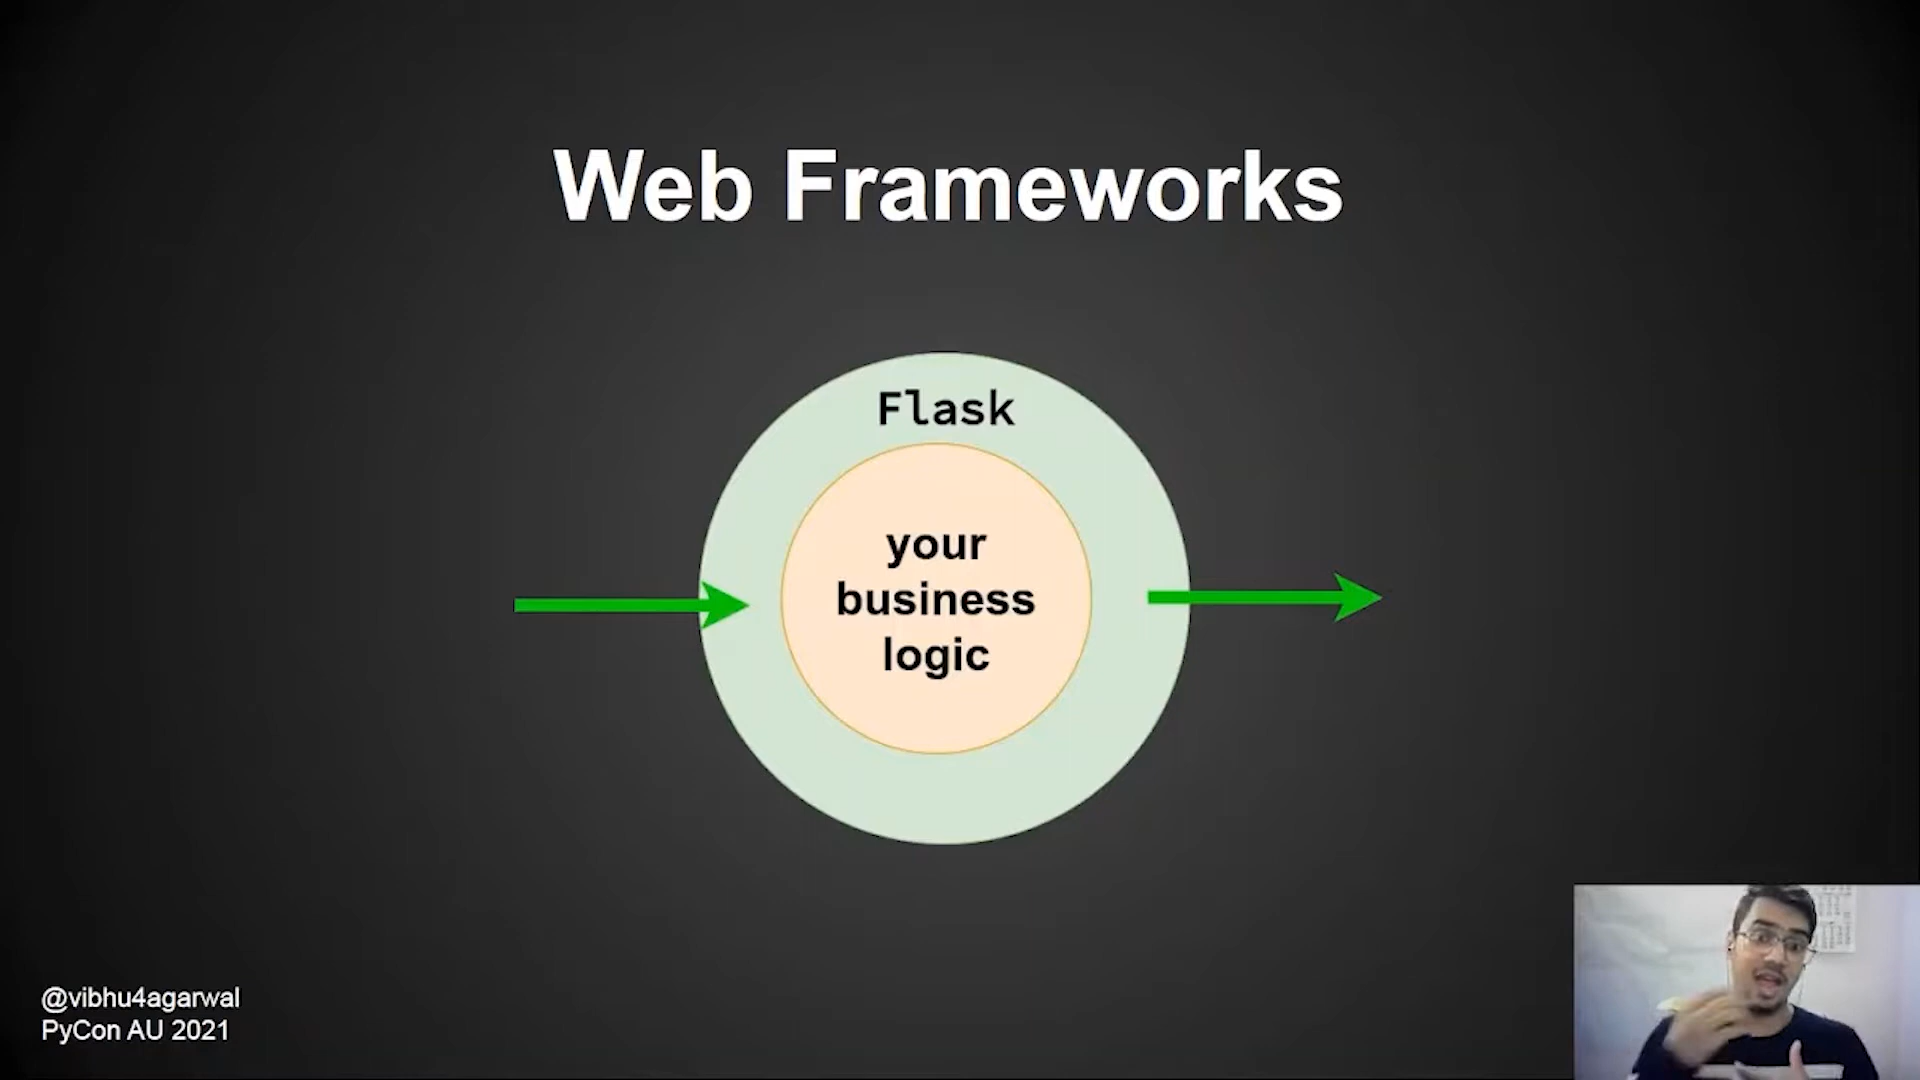 Web Frameworks
Flask
your
business
logic
@vibhu4agarwal
PyCon AU 2021